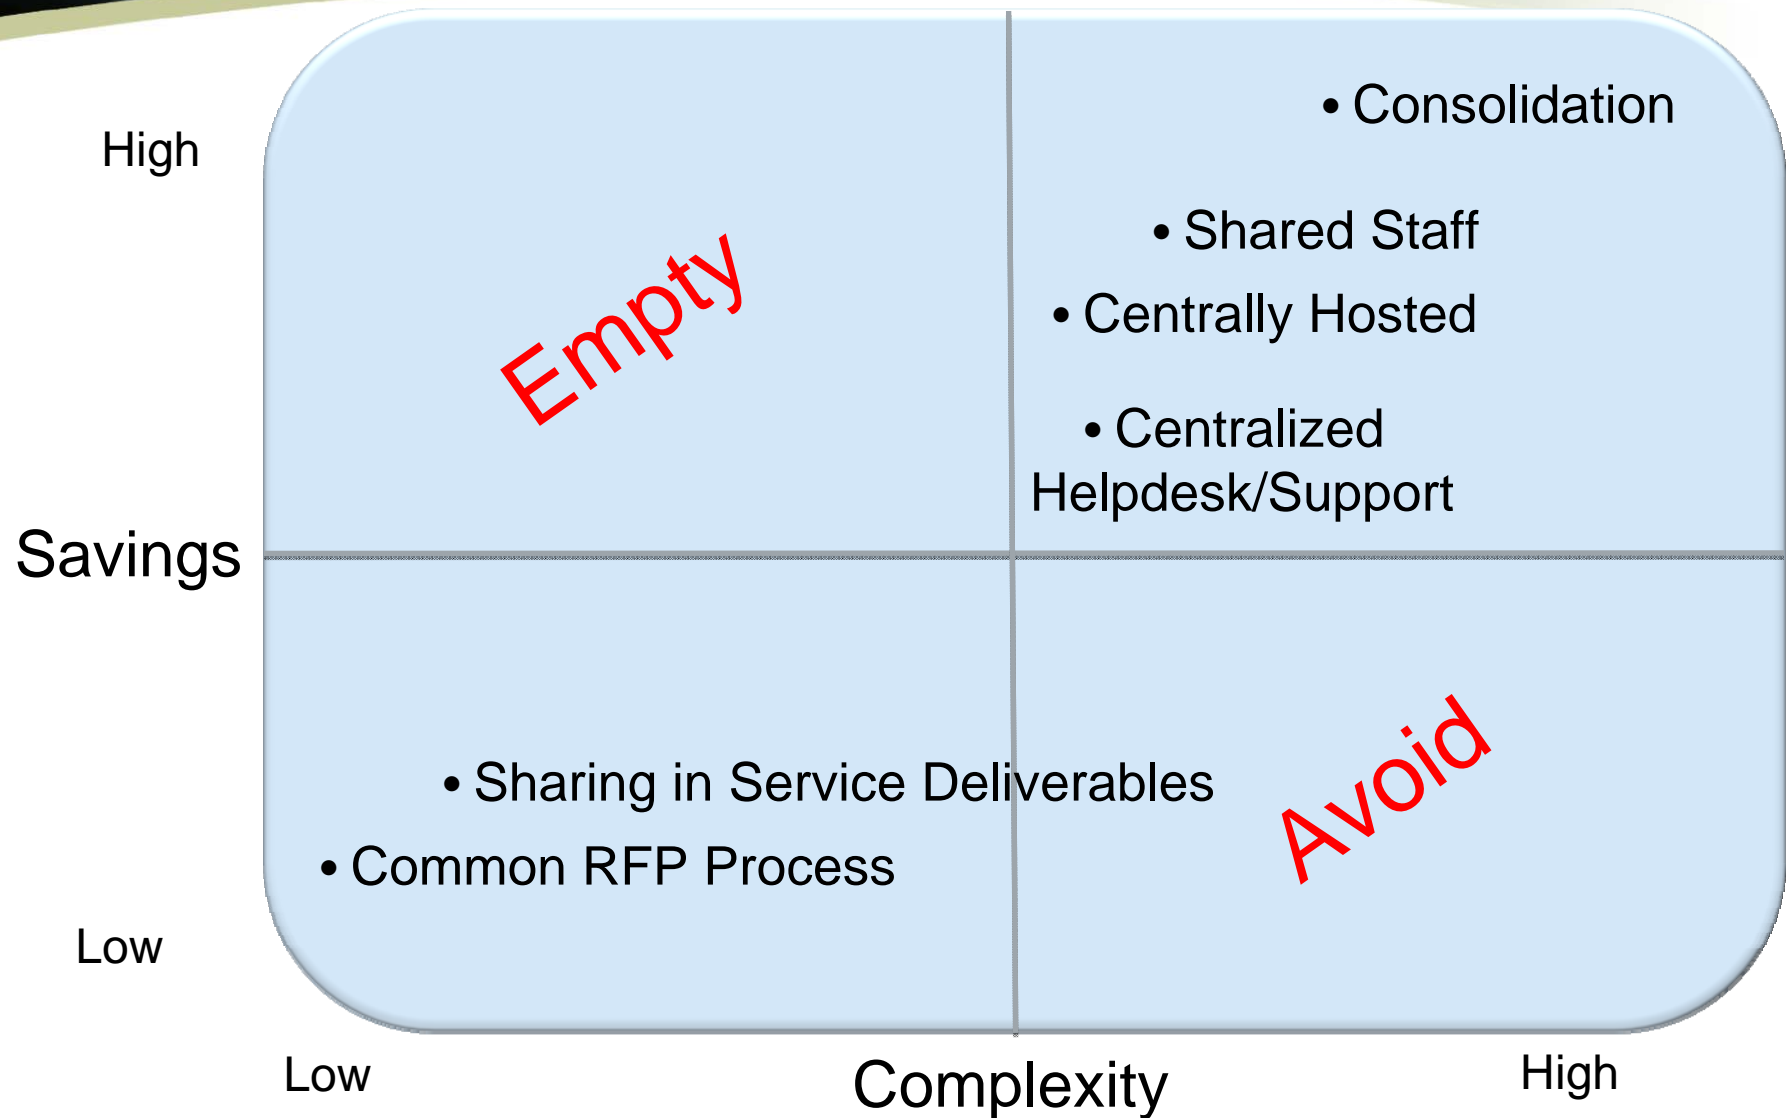 • Consolidation
High
• Shared Staff
Empty
• Centrally Hosted
• Centralized
Helpdesk/Support
Savings
• Sharing in Service Deliverables
Avoid
• Common RFP Process
Low
Low
Complexity
High